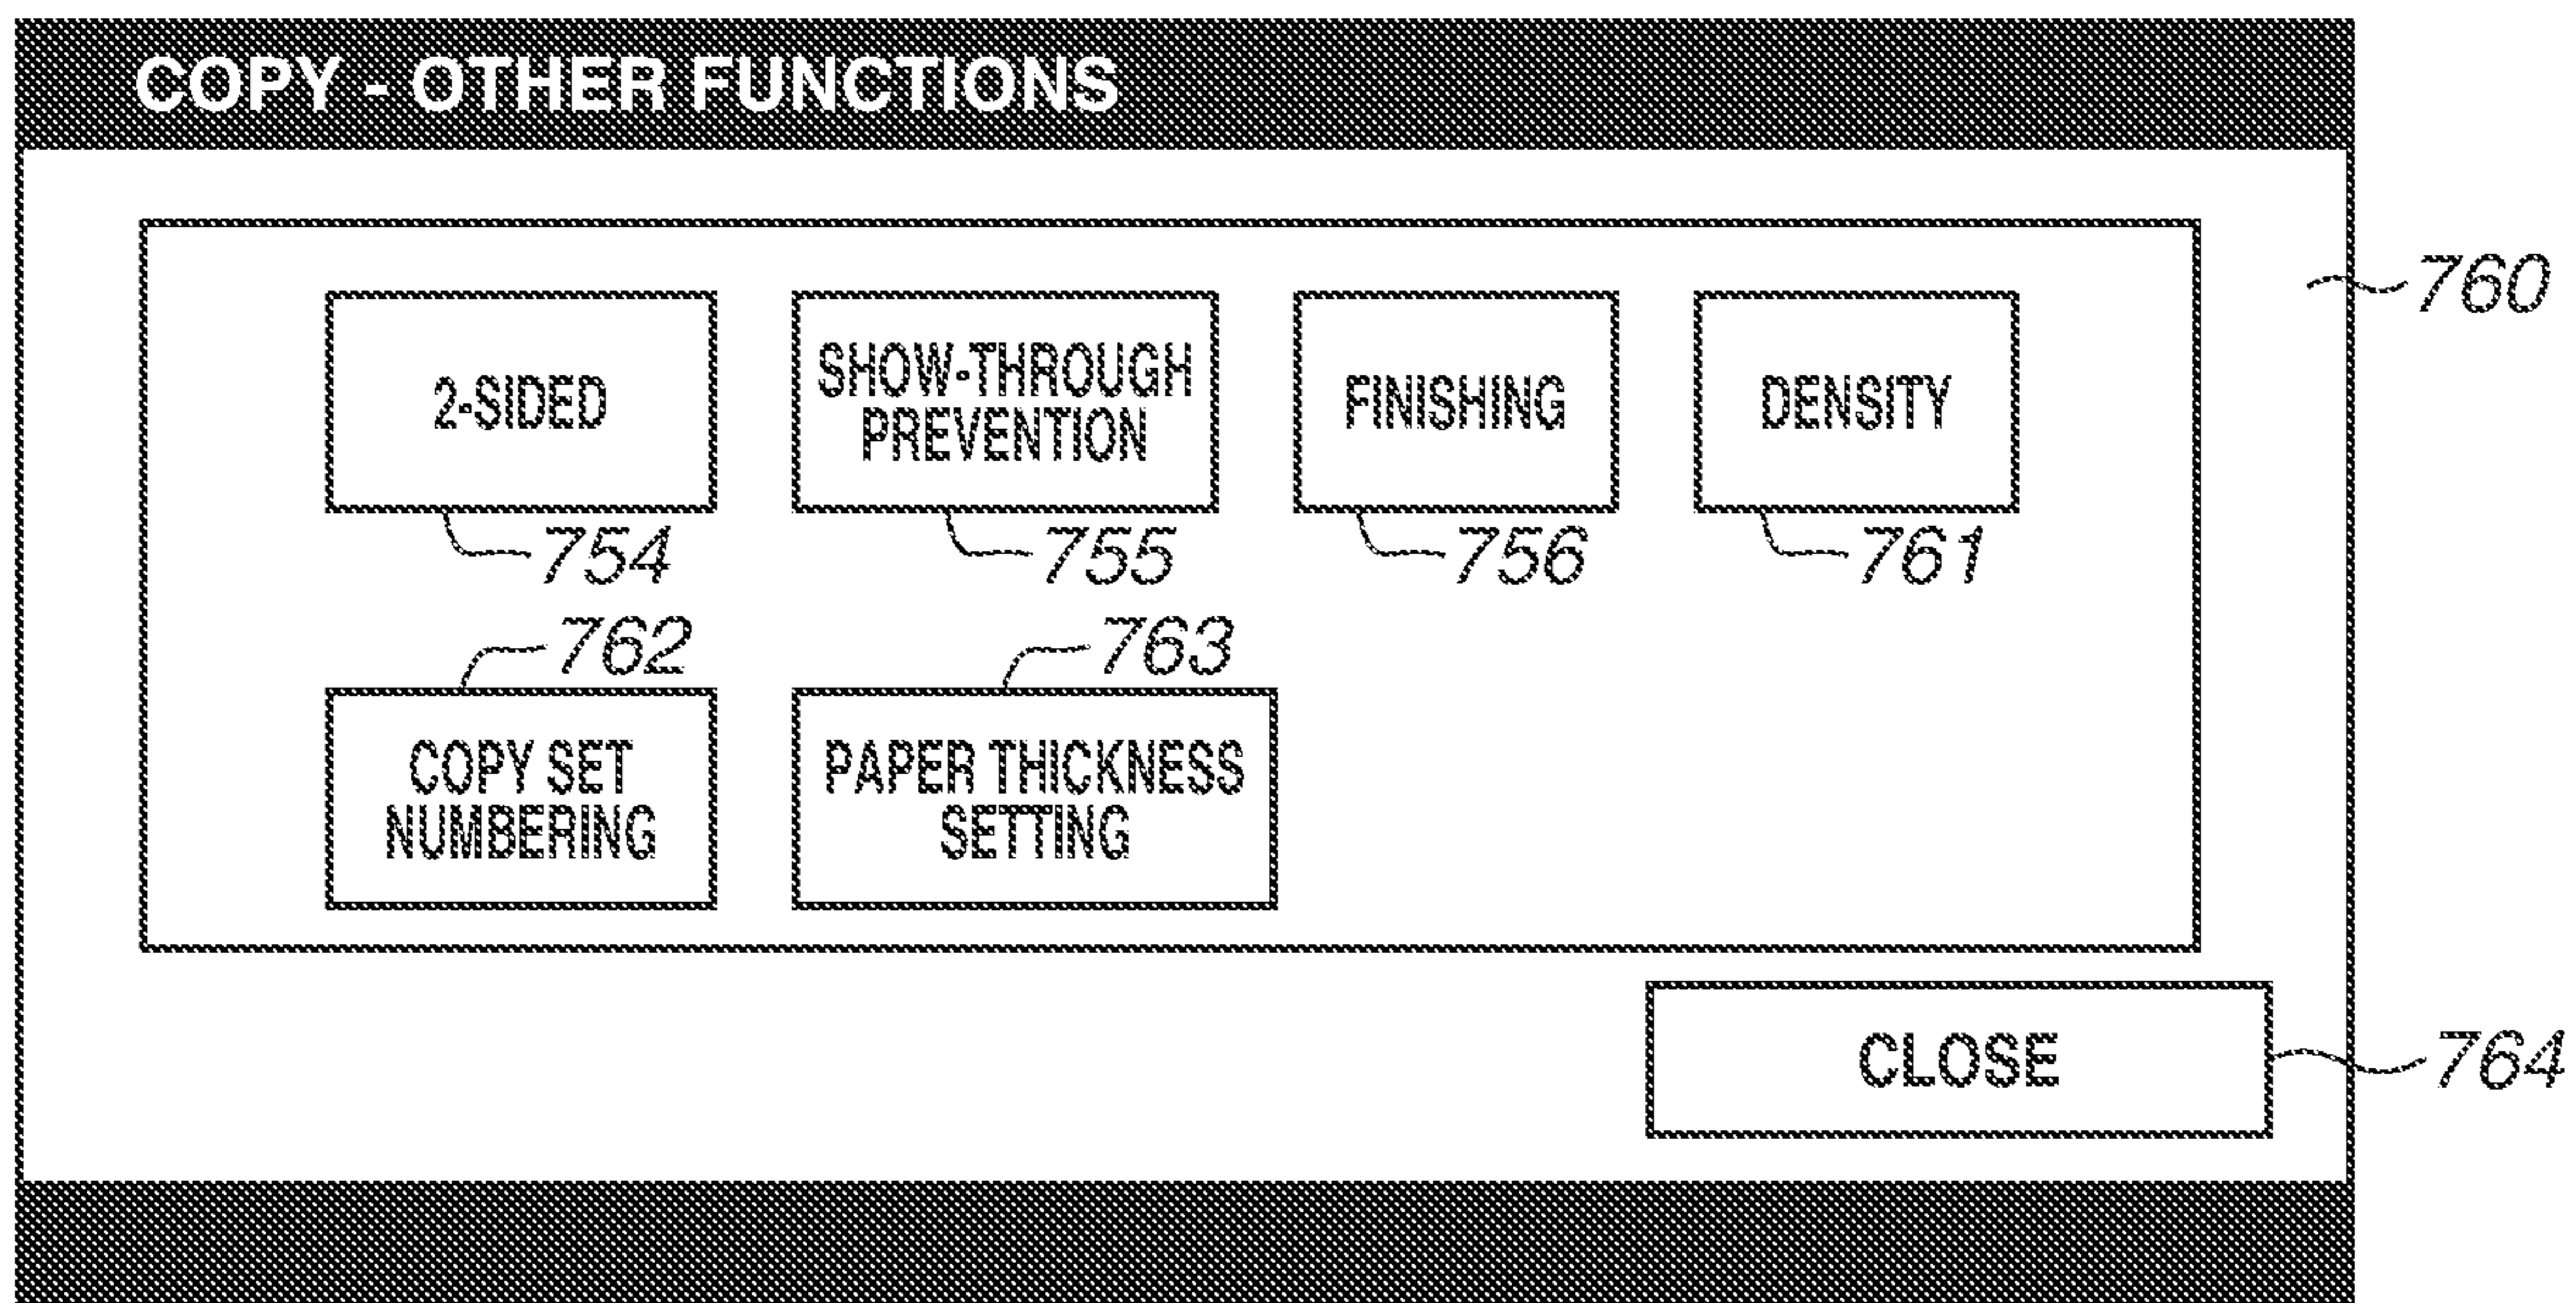 COPY - OTHER FUNCTIONS
760
2-SIDED
SHOW-THROUGH
PREVENTION
FINISHING
DENSITY
754
755
756
761
762
763
COPY SET
NUMBERING
PAPER THICKNESS
SETTING
CLOSE
764